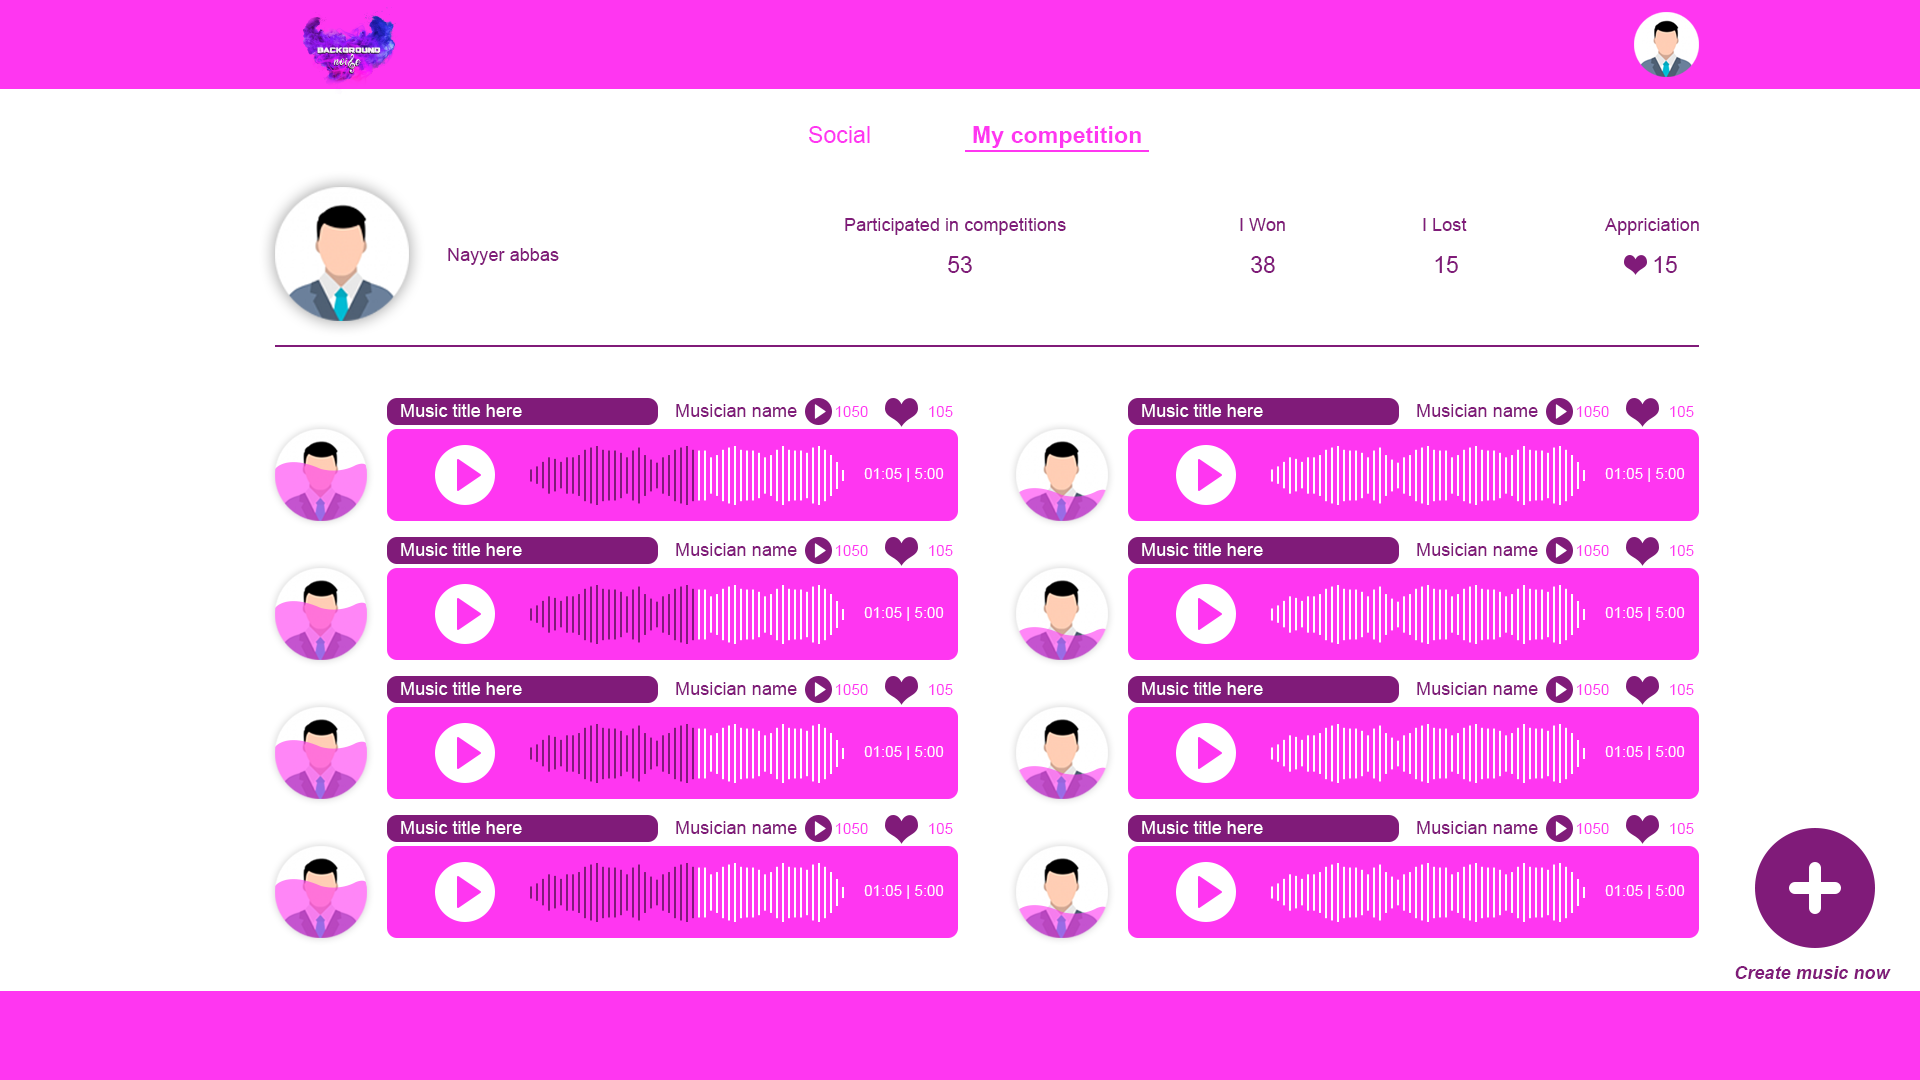 BACKGROUND
noize
Social My competition
Participated in competitions I Won I Lost Appriciation
Nayyer abbas
53 38 15 15
Music title here Musician name 1050 105 Music title here Musician name 1050 105
01:05 | 5:00 01:05 | 5:00
Music title here Musician name 1050 105 Music title here Musician name 1050 105
01:05 | 5:00 01:05 | 5:00
Music title here Musician name 1050 105 Music title here Musician name 1050 105
01:05 | 5:00 01:05 | 5:00
Music title here Musician name 1050 105 Music title here Musician name 1050 105
01:05 | 5:00 01:05 | 5:00
Create music now